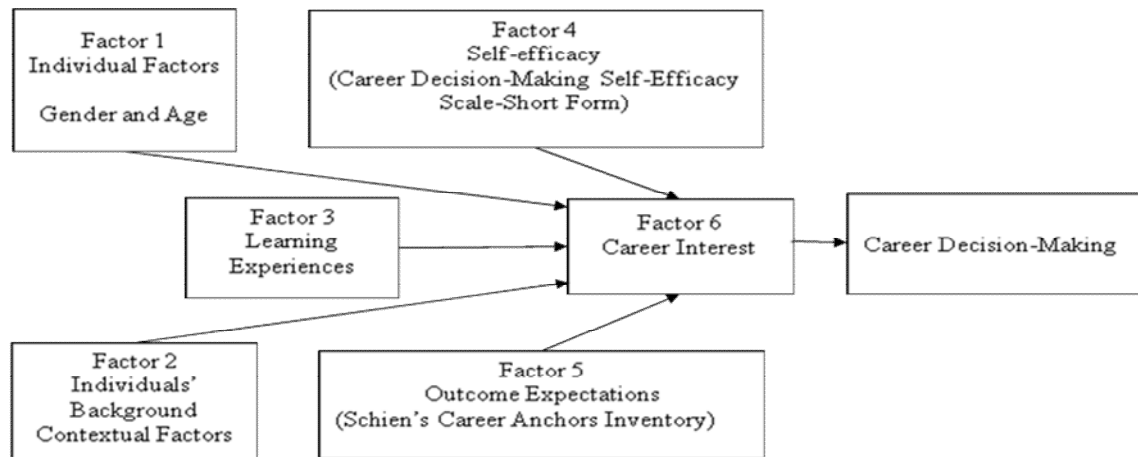 Factor 1
Individual Factors
Gender and Age
Factor 4
Self-efficacy
(Career Decision-Making Self-Efficacy
Scale-Short Form)
Factor 3
Learning
Experiences
Factor 6
Career Interest
Career Decision-Making
Factor 2
Individuals’
Background
Contextual Factors
Factor 5
Outcome Expectations
(Schien’s Career Anchors Inventory)